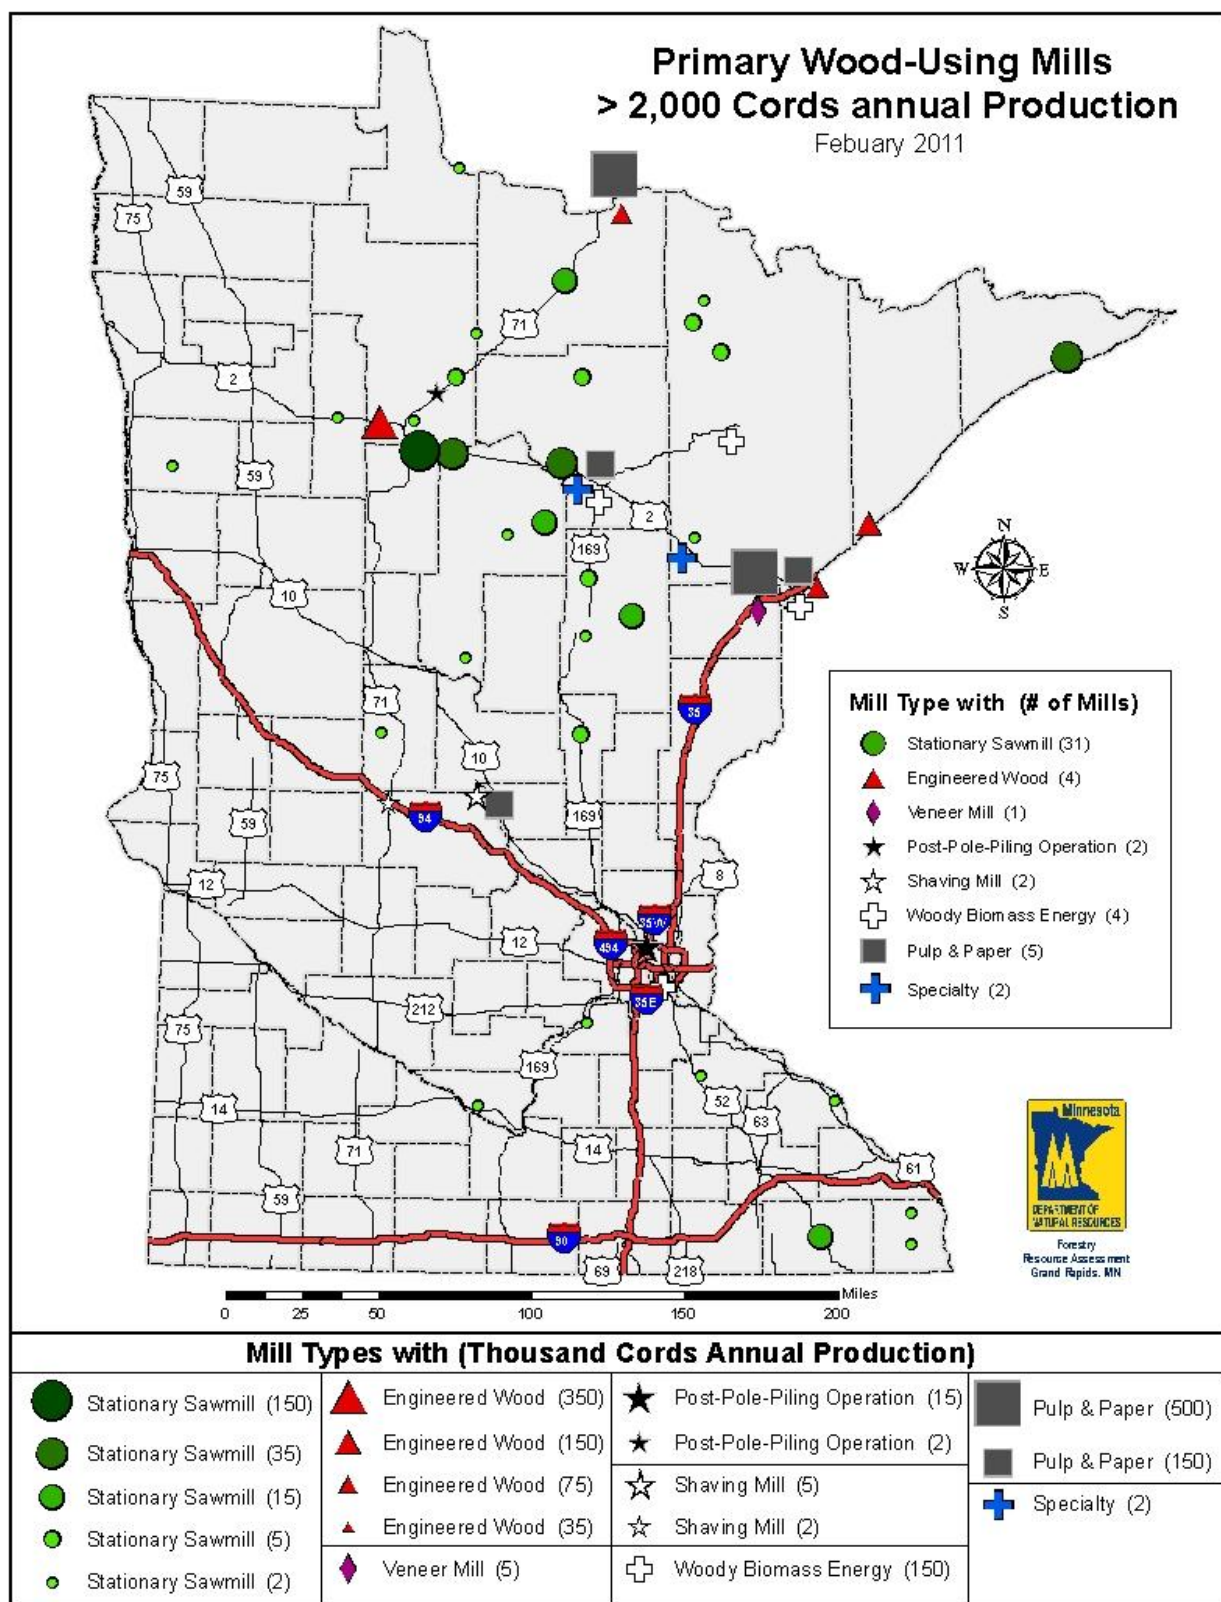 Primary Wood-Using Mills
> 2,000 Cords annual Production
Febuary 2011
59
75
71
2
59
2
169
10
71
35
10
75
94
59
169
12
8
35W
12
494
35E
212
75
169
52
14
63
71
14
61
59
90
69
218
N
W
E
S
Mill Type with (# of Mills)
Stationary Sawmill (31)
Engineered Wood (4)
Veneer Mill (1)
Post-Pole-Piling Operation (2)
Shaving Mill (2)
Woody Biomass Energy (4)
Pulp & Paper (5)
Specialty (2)
Minnesota
DEPARTMENT OF
NATURAL RESOURCES
Forestry
Resource Assessment
Grand Rapids, MN
Miles
0 25 50 100 150 200
Mill Types with (Thousand Cords Annual Production)
Stationary Sawmill (150)
Stationary Sawmill (35)
Stationary Sawmill (15)
Stationary Sawmill (5)
Stationary Sawmill (2)
Engineered Wood (350)
Engineered Wood (150)
Engineered Wood (75)
Engineered Wood (35)
Veneer Mill (5)
Post-Pole-Piling Operation (15)
Post-Pole-Piling Operation (2)
Shaving Mill (5)
Shaving Mill (2)
Woody Biomass Energy (150)
Pulp & Paper (500)
Pulp & Paper (150)
Specialty (2)